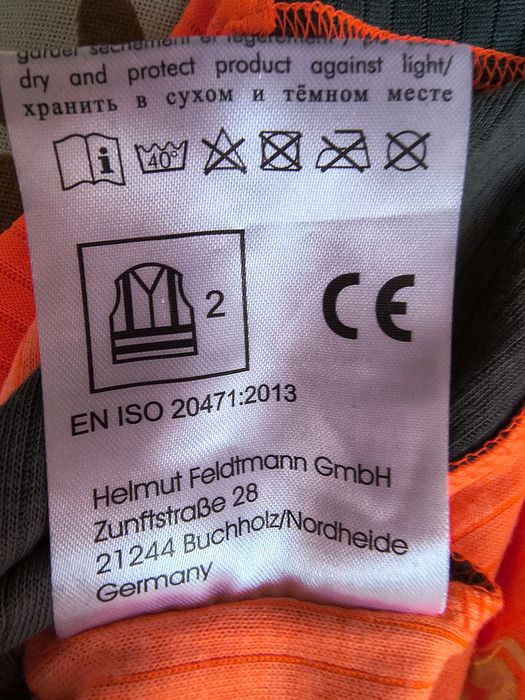 dry and protect product against light/
хранить в сухом и тёмном месте
i
40°
2
CE
EN ISO 20471:2013
Helmut Feldtmann GmbH
Zunftstraße 28
21244 Buchholz/Nordheide
Germany